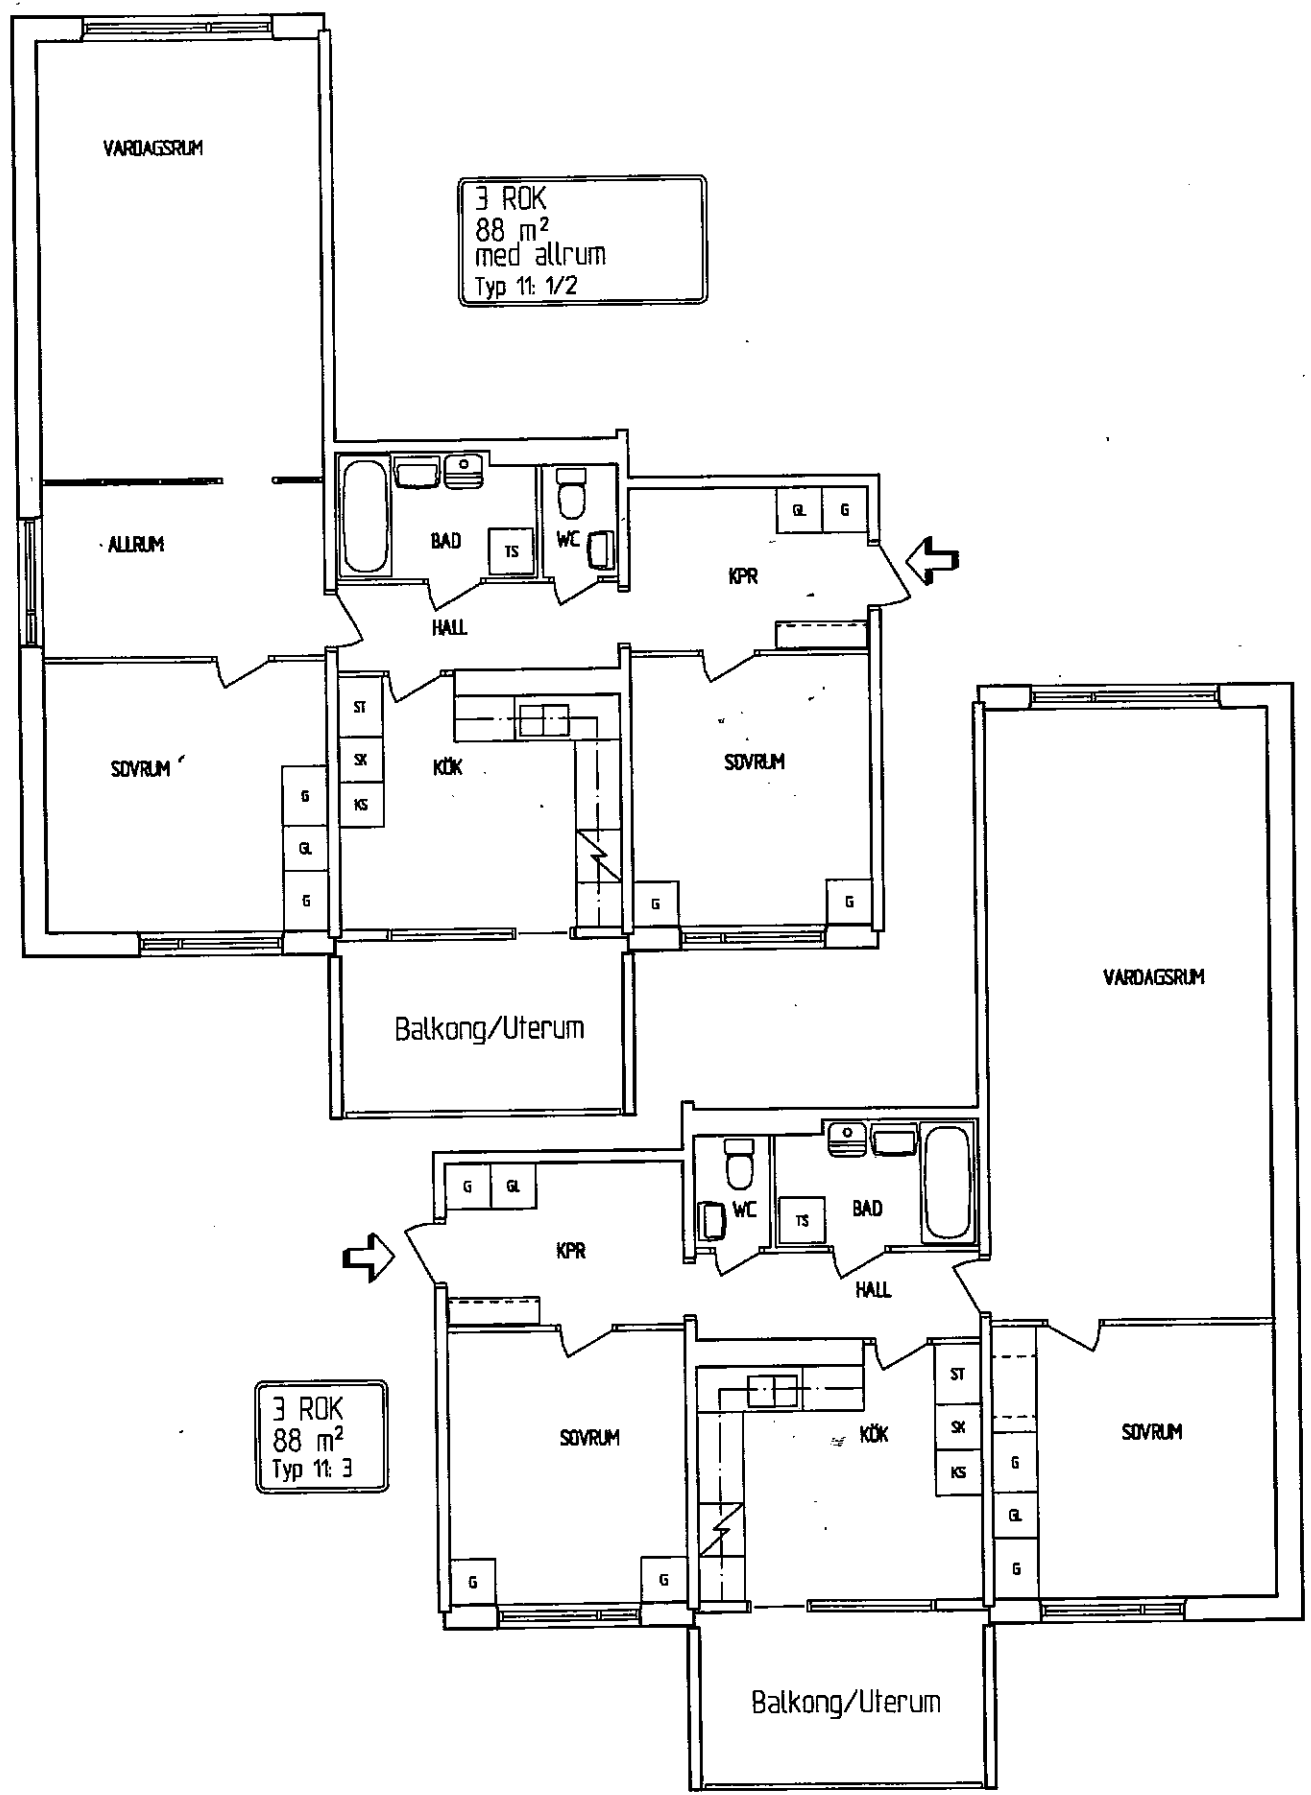 VARDAGSRUM
3 ROK
88 m²
med allrum
Typ 11: 1/2
ALLRUM
BAD
TS
WC
GL G
KPR
HALL
SOVRUM
G
GL
G
ST
SK
KS
KÖK
SOVRUM
G G
Balkong/Uterum
VARDAGSRUM
G GL
KPR
WC
TS
BAD
HALL
3 ROK
88 m²
Typ 11: 3
SOVRUM
G G
KÖK
ST
SK
KS
G
GL
G
SOVRUM
Balkong/Uterum